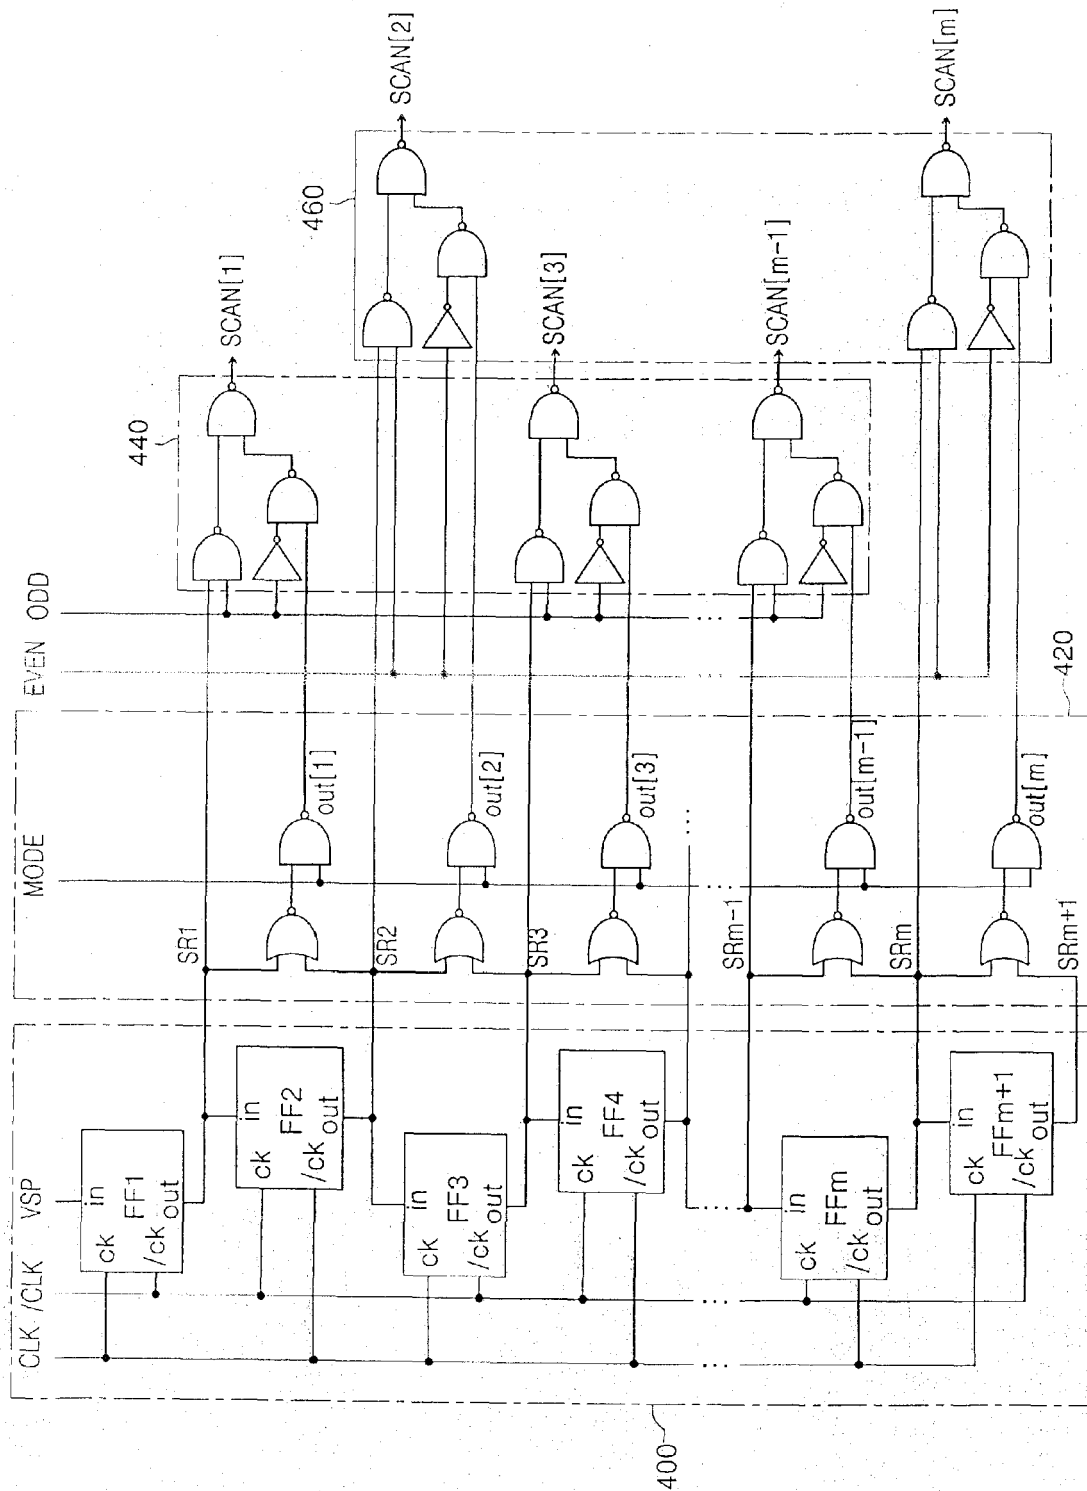 CLK /CLK VSP MODE EVEN ODD
ck in
/ck FF1
out
SR1
out[1]
440
SCAN[1]
ck in
/ck FF2
out
SR2
out[2]
460
SCAN[2]
ck in
/ck FF3
out
SR3
out[3]
SCAN[3]
ck in
/ck FF4
out
...
...
... ... ... ...
SRm-1
out[m-1]
SCAN[m-1]
ck in
/ck FFm
out
SRm
out[m]
SCAN[m]
ck in
/ck FFm+1
out
SRm+1
400
420